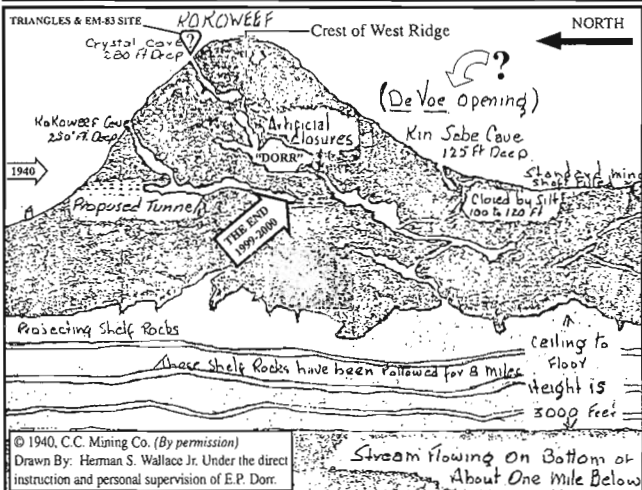 TRIANGLES & EM-83 SITE
KOKOWEEF
NORTH
?
Crystal Cave
280 Ft Deep
Crest of West Ridge
?
(De Voe Opening)
Kokoweef Cave
250' Ft Deep
Artificial
Closures
Kin Sabe Cave
125 Ft Deep
"DORR"
1940
Closed by Silt
100 to 120 Ft
Proposed Tunnel
THE END
1999-2000
Projecting Shelf Rocks
Ceiling to
Floor
These Shelf Rocks have been followed for 8 miles
Height is
3000 Feet
© 1940, C.C. Mining Co. (By permission)
Drawn By: Herman S. Wallace Jr. Under the direct
instruction and personal supervision of E.P. Dorr.
Stream Flowing On Bottom of
About One Mile Below